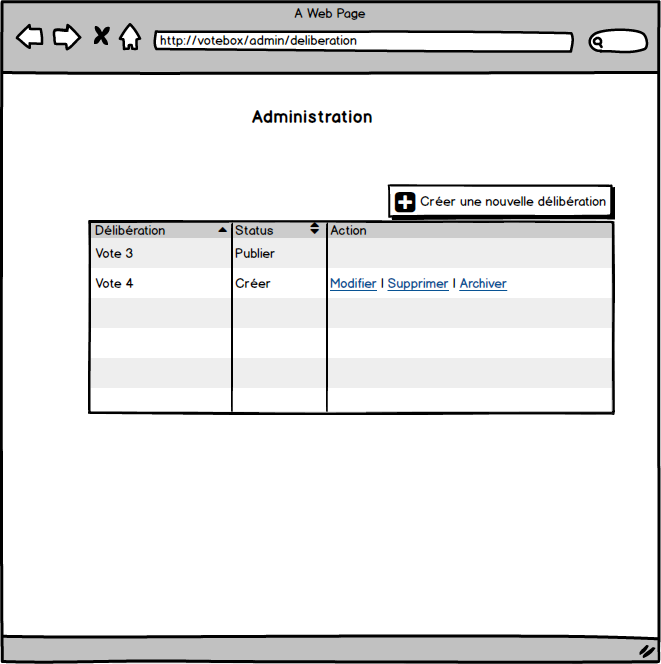 A Web Page
http://votebox/admin/deliberation
Administration
Créer une nouvelle délibération
Délibération Status Action
Vote 3 Publier
Vote 4 Créer Modifier | Supprimer | Archiver